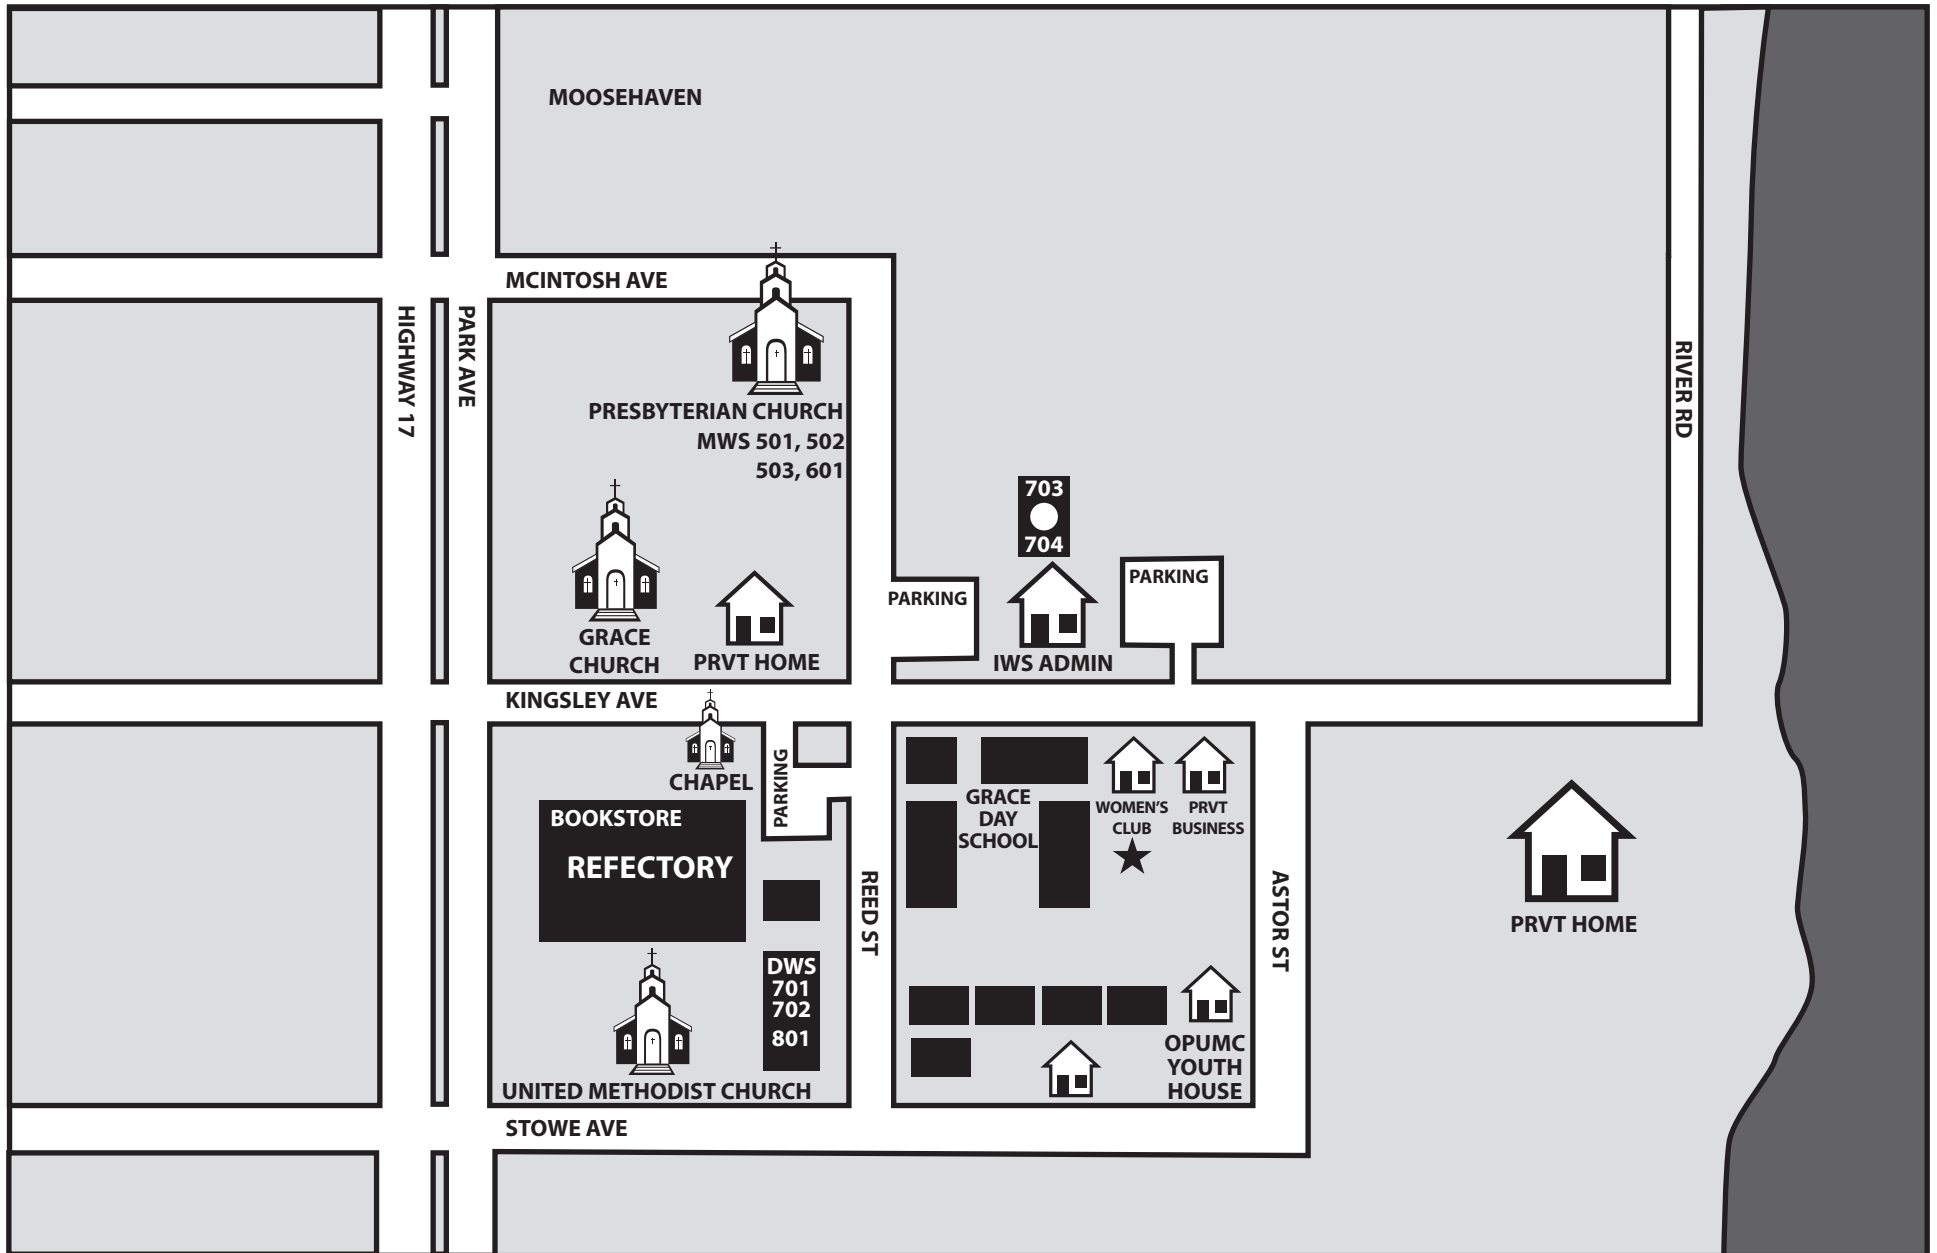 MOOSEHAVEN
MCINTOSH AVE
HIGHWAY 17
PARK AVE
RIVER RD
PRESBYTERIAN CHURCH
MWS 501, 502
503, 601
703
704
PARKING
PARKING
GRACE
CHURCH
PRVT HOME
IWS ADMIN
KINGSLEY AVE
CHAPEL
PARKING
BOOKSTORE
REFECTORY
GRACE
DAY
SCHOOL
WOMEN'S
CLUB
PRVT
BUSINESS
REED ST
ASTOR ST
PRVT HOME
DWS
701
702
801
UNITED METHODIST CHURCH
OPUMC
YOUTH
HOUSE
STOWE AVE